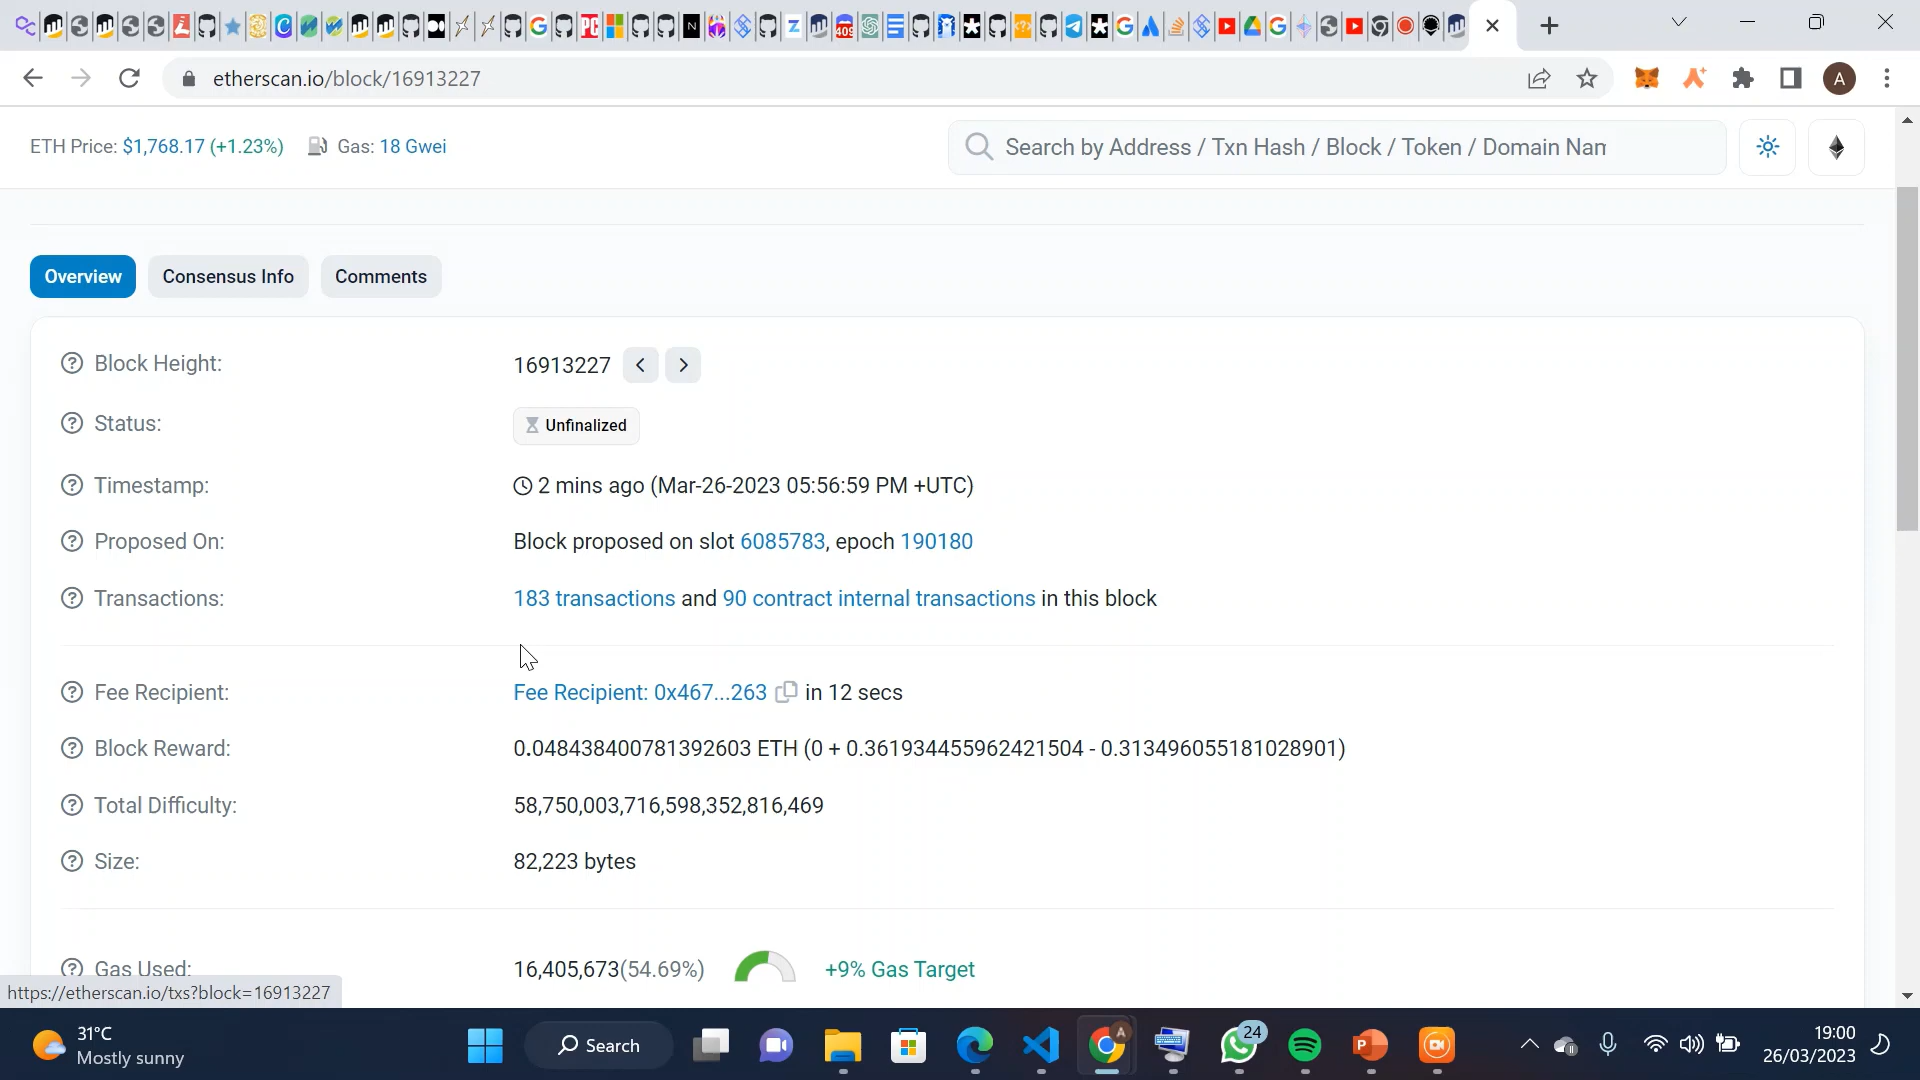 etherscan.io/block/16913227
A
ETH Price: $1,768.17 (+1.23%) Gas: 18 Gwei
Search by Address / Txn Hash / Block / Token / Domain Nam
Overview Consensus Info Comments
Block Height: 16913227
Status: Unfinalized
Timestamp: 2 mins ago (Mar-26-2023 05:56:59 PM +UTC)
Proposed On: Block proposed on slot 6085783, epoch 190180
Transactions: 183 transactions and 90 contract internal transactions in this block
Fee Recipient: Fee Recipient: 0x467...263 in 12 secs
Block Reward: 0.048438400781392603 ETH (0 + 0.361934455962421504 - 0.313496055181028901)
Total Difficulty: 58,750,003,716,598,352,816,469
Size: 82,223 bytes
Gas Used: 16,405,673(54.69%) +9% Gas Target
https://etherscan.io/txs?block=16913227
31°C
Mostly sunny
Search
24
19:00
26/03/2023